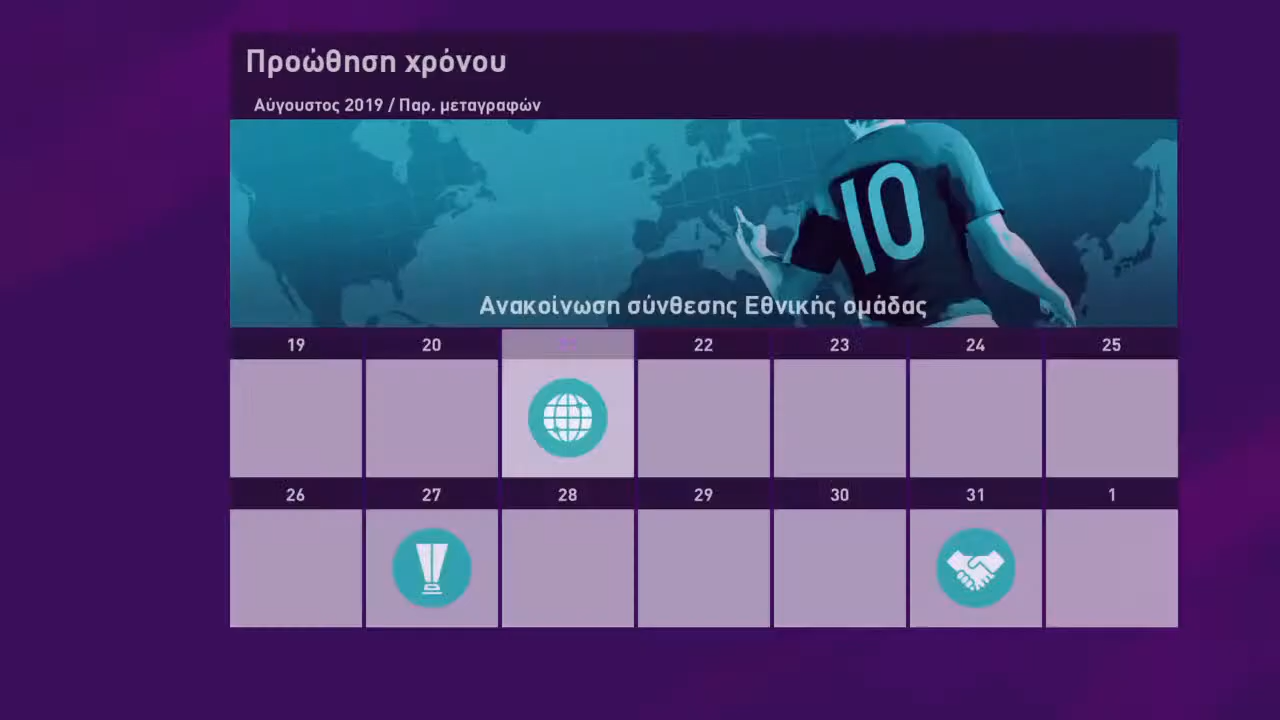 Προώθηση χρόνου
Αύγουστος 2019 / Παρ. μεταγραφών
10
Ανακοίνωση σύνθεσης Εθνικής ομάδας
19 20 22 23 24 25
26 27 28 29 30 31 1